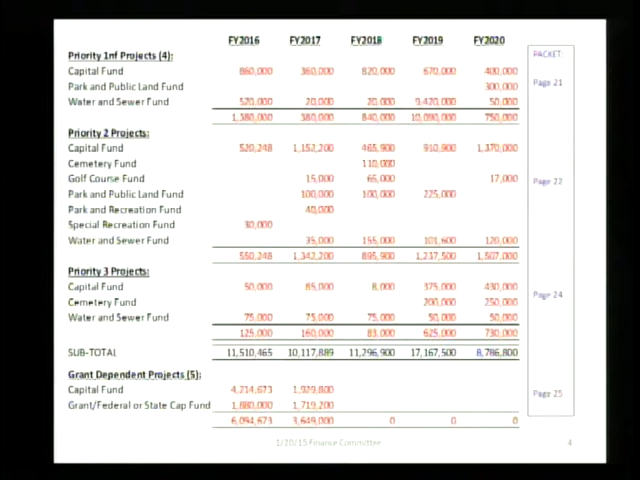 FY2016 FY2017 FY2018 FY2019 FY2020
PACKET:
Priority 1nf Projects (4):
Capital Fund 860,000 360,000 820,000 670,000 400,000
Page 21
Park and Public Land Fund 300,000
Water and Sewer Fund 520,000 20,000 20,000 9,420,000 50,000
1,380,000 380,000 840,000 10,090,000 750,000
Priority 2 Projects:
Capital Fund 520,248 1,152,200 465,900 910,900 1,370,000
Cemetery Fund 110,000
Golf Course Fund 15,000 65,000 17,000
Page 22
Park and Public Land Fund 100,000 100,000 225,000
Park and Recreation Fund 40,000
Special Recreation Fund 30,000
Water and Sewer Fund 35,000 155,000 101,600 120,000
550,248 1,342,200 895,900 1,237,500 1,507,000
Priority 3 Projects:
Capital Fund 50,000 85,000 8,000 375,000 430,000
Page 24
Cemetery Fund 200,000 250,000
Water and Sewer Fund 75,000 75,000 75,000 50,000 50,000
125,000 160,000 83,000 625,000 730,000
SUB-TOTAL 11,510,465 10,117,889 11,296,900 17,167,500 8,786,800
Grant Dependent Projects (5):
Capital Fund 4,214,673 1,929,800
Page 25
Grant/Federal or State Cap Fund 1,880,000 1,719,200
6,094,673 3,649,000 0 0 0
1/20/15 Finance Committee 4